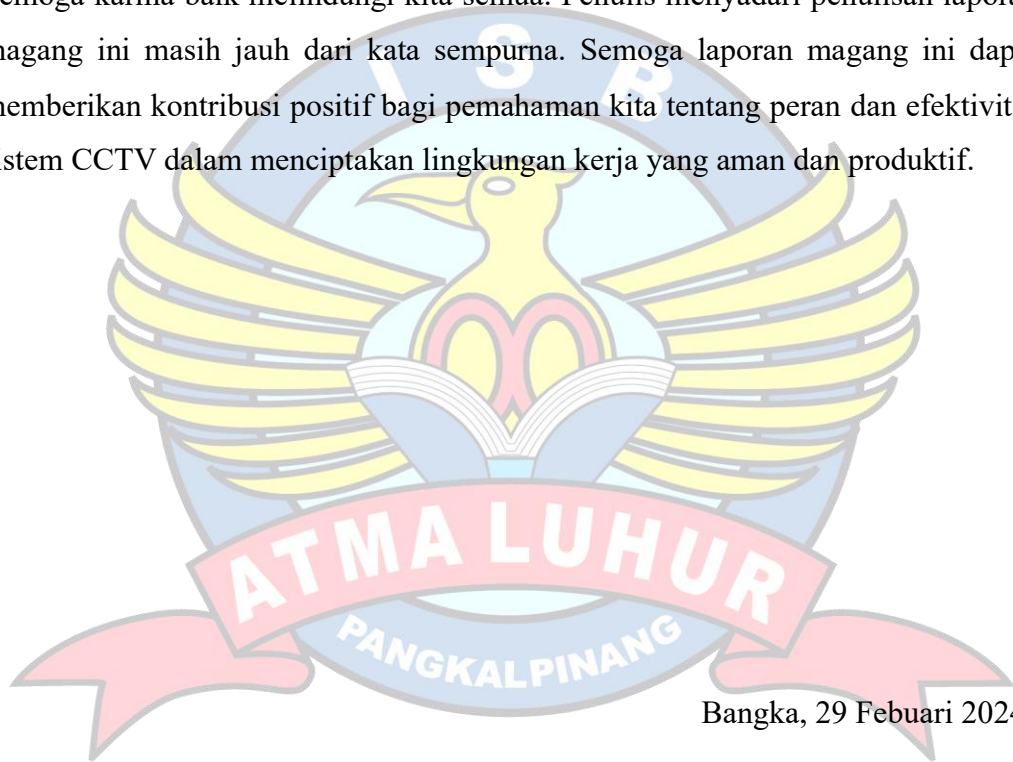 semoga karma baik melindungi kita semua. Penulis menyadari penulisan lapora
magang ini masih jauh dari kata sempurna. Semoga laporan magang ini dap
memberikan kontribusi positif bagi pemahaman kita tentang peran dan efektivit
sistem CCTV dalam menciptakan lingkungan kerja yang aman dan produktif.
I S B
ATMA LUHUR
PANGKALPINANG
Bangka, 29 Febuari 2024